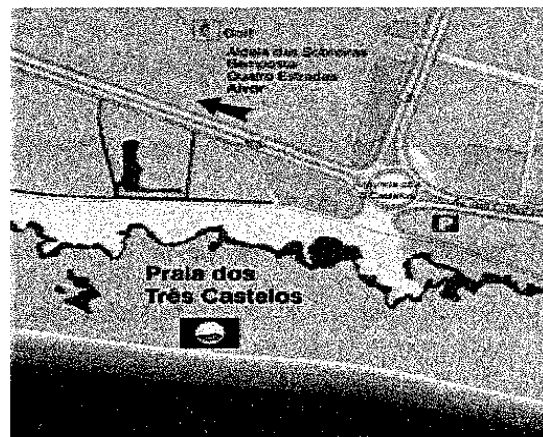 Golf
Aldeia das Sobreiras
Bemposta
Quatro Estradas
Alvor
P
Praia dos
Três Castelos